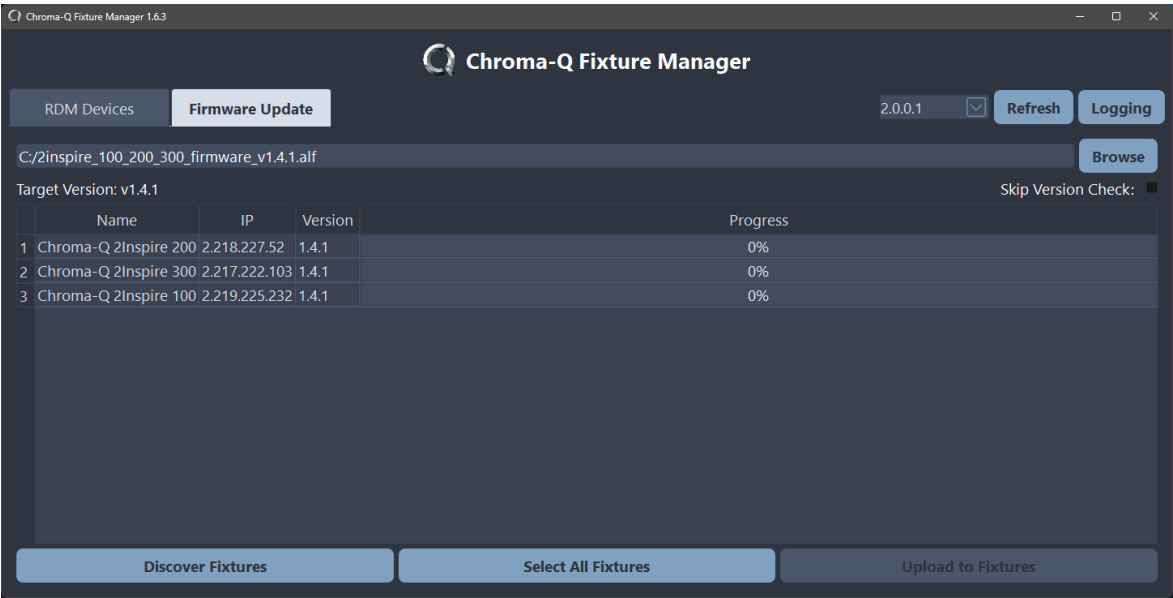 Chroma-Q Fixture Manager 1.6.3
Chroma-Q Fixture Manager
RDM Devices Firmware Update 2.0.0.1 Refresh Logging
C:/2inspire_100_200_300_firmware_v1.4.1.alf Browse
Target Version: v1.4.1 Skip Version Check:
Name IP Version Progress
1 Chroma-Q 2Inspire 200 2.218.227.52 1.4.1 0%
2 Chroma-Q 2Inspire 300 2.217.222.103 1.4.1 0%
3 Chroma-Q 2Inspire 100 2.219.225.232 1.4.1 0%
Discover Fixtures Select All Fixtures Upload to Fixtures